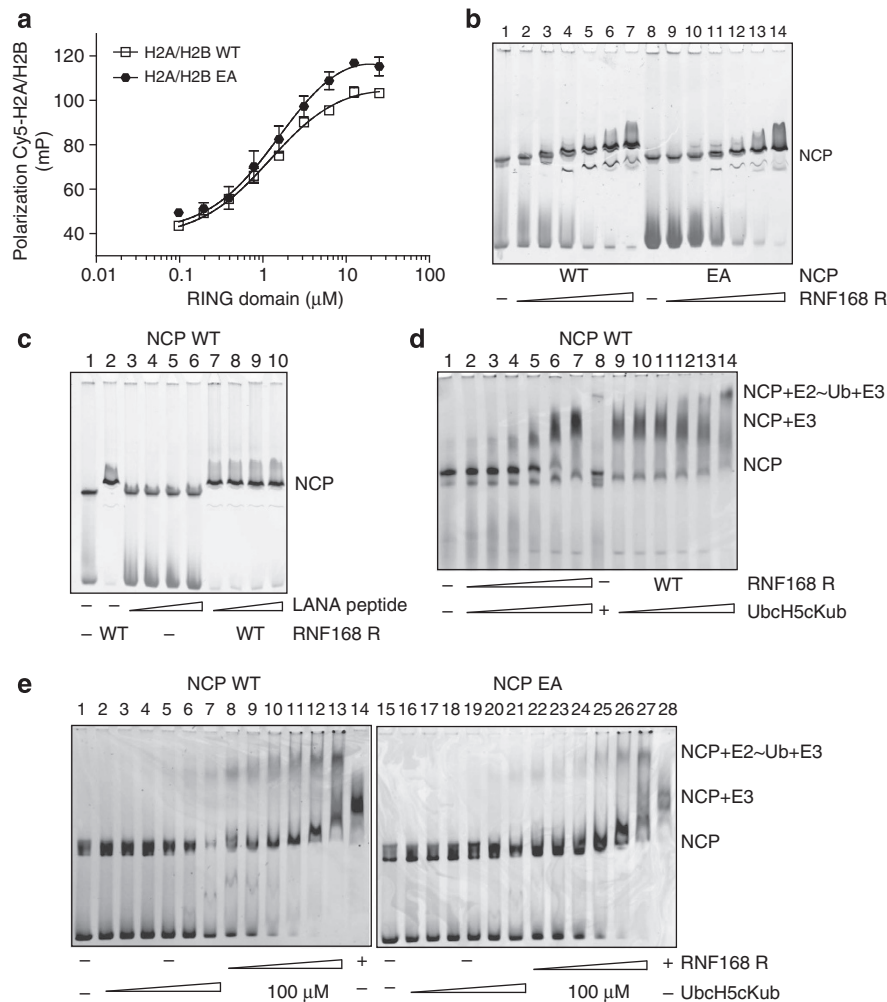 a
H2A/H2B WT
H2A/H2B EA
Polarization Cy5-H2A/H2B
(mP)
120
100
80
60
40
0.01 0.1 1 10 100
RING domain (μM)
b
1 2 3 4 5 6 7 8 9 10 11 12 13 14
NCP
WT EA NCP
– – RNF168 R
c
NCP WT
1 2 3 4 5 6 7 8 9 10
NCP
– – LANA peptide
– WT – WT RNF168 R
d
NCP WT
1 2 3 4 5 6 7 8 9 10 11 12 13 14
NCP+E2~Ub+E3
NCP+E3
NCP
– – WT RNF168 R
– + UbcH5cKub
e
NCP WT NCP EA
1 2 3 4 5 6 7 8 9 10 11 12 13 14 15 16 17 18 19 20 21 22 23 24 25 26 27 28
NCP+E2~Ub+E3
NCP+E3
NCP
– – + – – + RNF168 R
– 100 μM – – 100 μM – UbcH5cKub